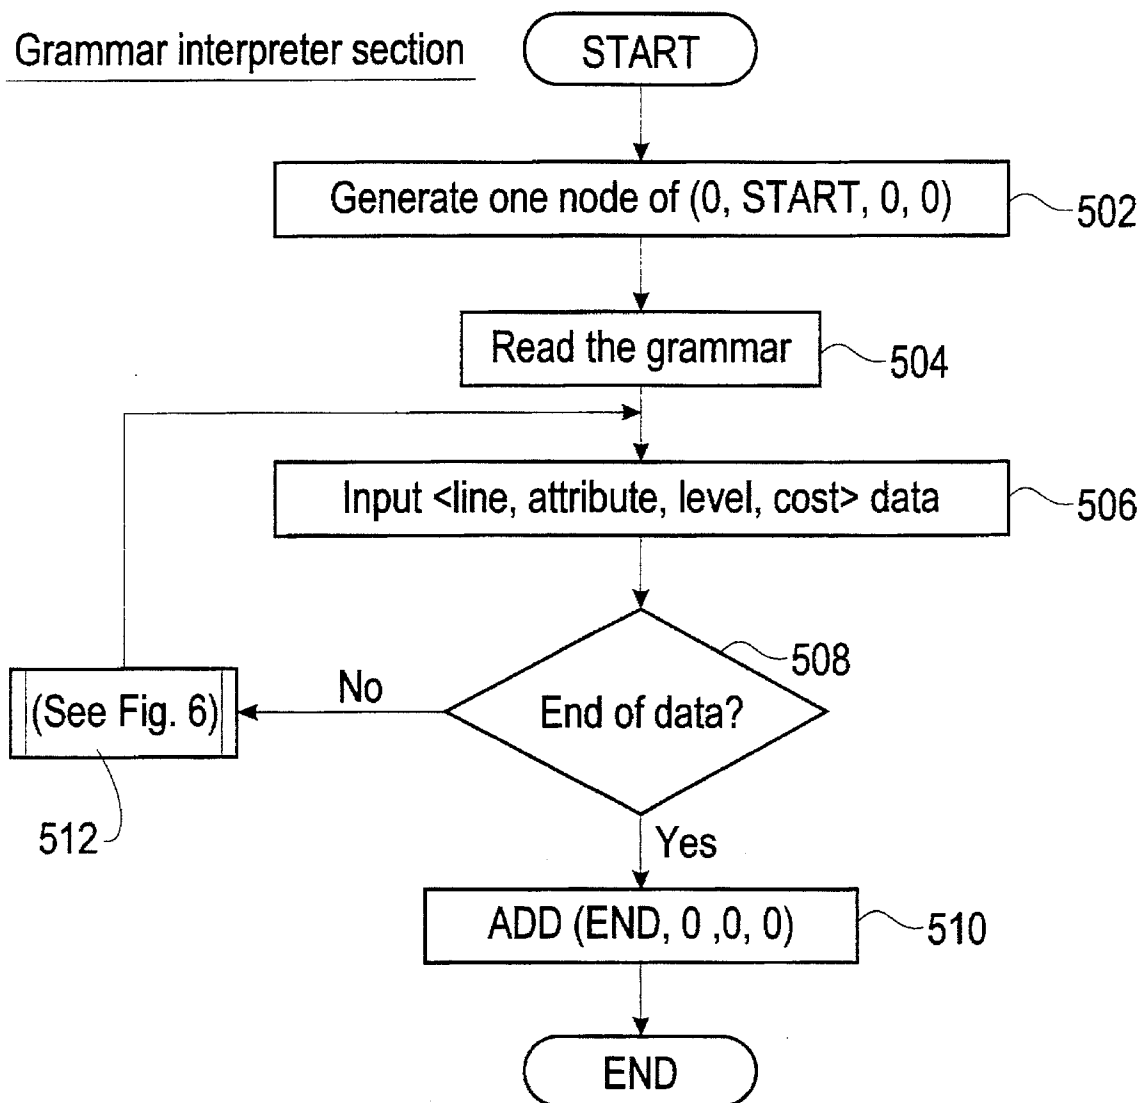 Grammar interpreter section
START
Generate one node of (0, START, 0, 0)
502
Read the grammar
504
Input <line, attribute, level, cost> data
506
508
End of data?
No
(See Fig. 6)
512
Yes
ADD (END, 0 ,0, 0)
510
END